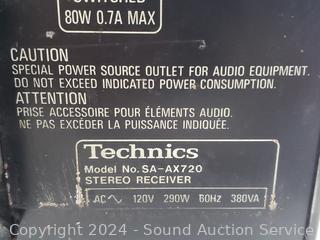 SWITCHED
80W 0.7A MAX
CAUTION
SPECIAL POWER SOURCE OUTLET FOR AUDIO EQUIPMENT.
DO NOT EXCEED INDICATED POWER CONSUMPTION.
ATTENTION
PRISE ACCESSOIRE POUR ÉLÉMENTS AUDIO.
NE PAS EXCÉDER LA PUISSANCE INDIQUÉE.
Technics
Model No. SA-AX720
STEREO RECEIVER
AC 120V 290W 60Hz 380VA
Copyright 2024 - Sound Auction Service